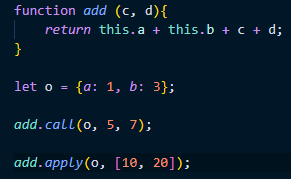 function add (c, d){
    return this.a + this.b + c + d;
}
let o = {a: 1, b: 3};
add.call(o, 5, 7);
add.apply(o, [10, 20]);